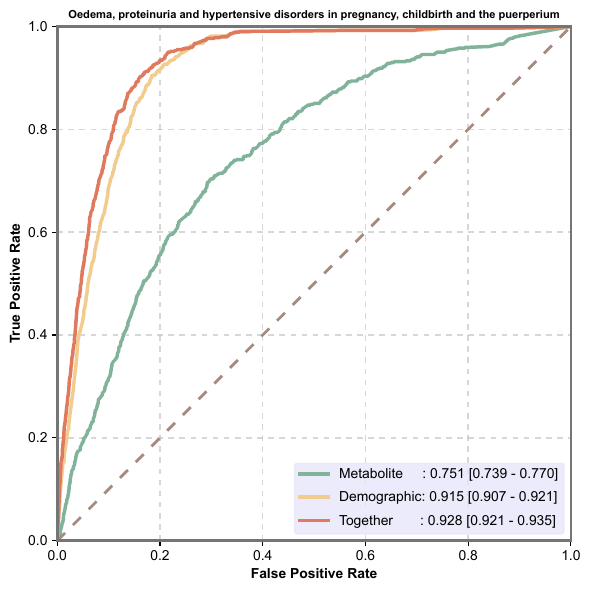 Oedema, proteinuria and hypertensive disorders in pregnancy, childbirth and the puerperium
1.0
0.8
0.6
0.4
0.2
0.0
True Positive Rate
Metabolite : 0.751 [0.739 - 0.770]
Demographic: 0.915 [0.907 - 0.921]
Together : 0.928 [0.921 - 0.935]
0.0 0.2 0.4 0.6 0.8 1.0
False Positive Rate